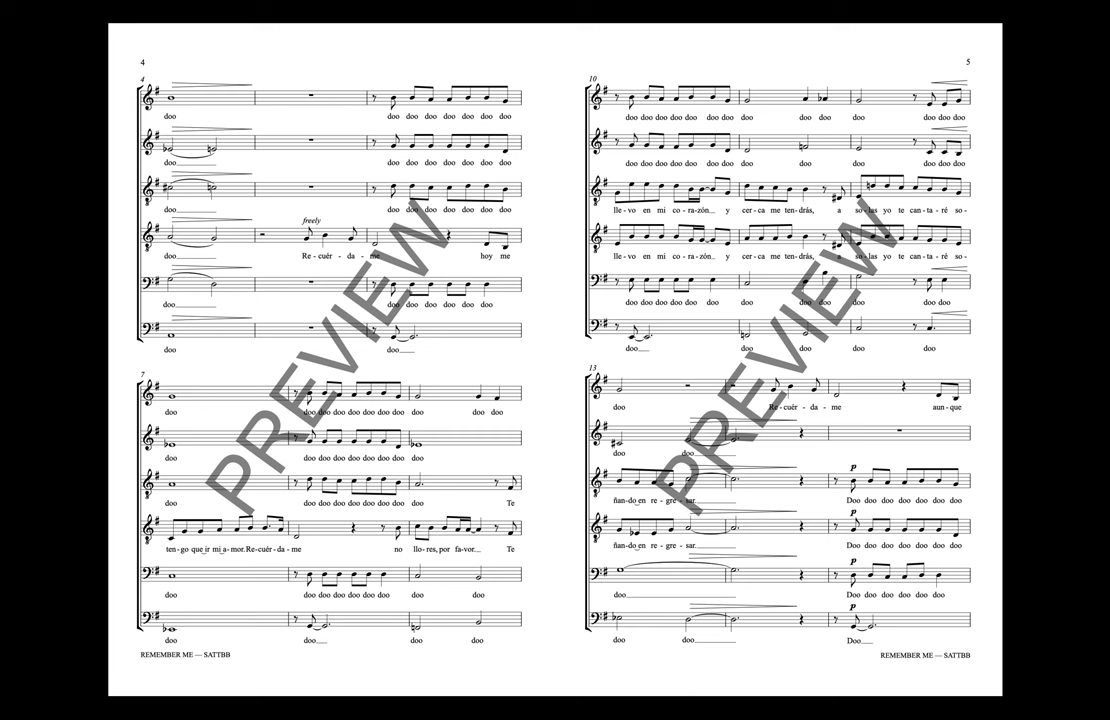 4
4
doo
doo doo doo doo doo doo doo
doo
doo doo doo doo doo doo doo
doo
doo doo doo doo doo doo doo
freely
doo
Re - cuér - da - me
hoy me
doo
doo doo doo doo doo doo
doo
doo
7
doo
doo doo doo doo doo doo doo
doo
doo doo
doo
doo doo doo doo doo doo doo
doo
doo
doo doo doo doo doo doo doo
doo
Te
ten - go que ir mi a - mor. Re - cuér - da - me
no
llo - res, por fa - vor.
Te
doo
doo doo doo doo doo doo
doo
doo
doo
doo
doo
doo
REMEMBER ME — SATTBB
PREVIEW
5
10
doo doo doo doo doo doo doo
doo
doo doo
doo
doo doo doo
doo doo doo doo doo doo doo
doo
doo
doo
doo doo doo
lle - vo en mi co - ra - zón y cer - ca me ten - drás, a so - las yo te can - ta - ré so -
lle - vo en mi co - ra - zón y cer - ca me ten - drás, a so - las yo te can - ta - ré so -
doo doo doo doo doo doo
doo
doo doo
doo
doo doo
doo
doo
doo
doo
doo
13
doo
Re - cuér - da - me
aun - que
doo
doo
p
ñan - do en re - gre - sar.
Doo doo doo doo doo doo doo
p
ñan - do en re - gre - sar.
Doo doo doo doo doo doo doo
p
doo
Doo doo doo doo doo doo
p
doo
doo
Doo
REMEMBER ME — SATTBB
PREVIEW